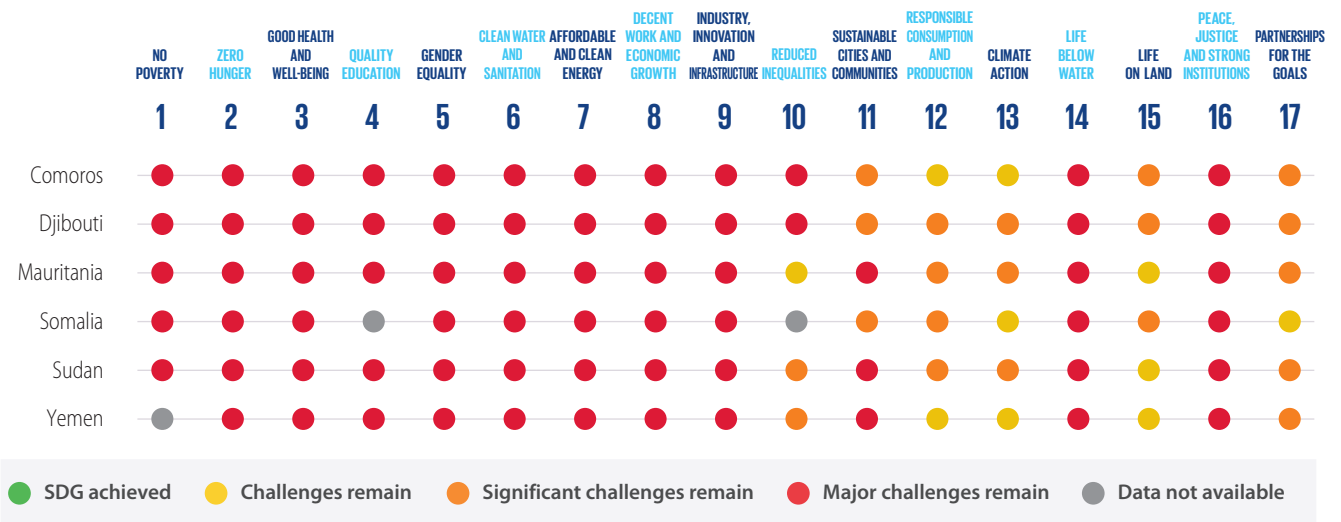 NO
POVERTY
ZERO
HUNGER
GOOD HEALTH
AND
WELL-BEING
QUALITY
EDUCATION
GENDER
EQUALITY
CLEAN WATER
AND
SANITATION
AFFORDABLE
AND CLEAN
ENERGY
DECENT
WORK AND
ECONOMIC
GROWTH
INDUSTRY,
INNOVATION
AND
INFRASTRUCTURE
REDUCED
INEQUALITIES
SUSTAINABLE
CITIES AND
COMMUNITIES
RESPONSIBLE
CONSUMPTION
AND
PRODUCTION
CLIMATE
ACTION
LIFE
BELOW
WATER
LIFE
ON LAND
PEACE,
JUSTICE
AND STRONG
INSTITUTIONS
PARTNERSHIPS
FOR THE
GOALS
1 2 3 4 5 6 7 8 9 10 11 12 13 14 15 16 17
Comoros
Djibouti
Mauritania
Somalia
Sudan
Yemen
SDG achieved Challenges remain Significant challenges remain Major challenges remain Data not available